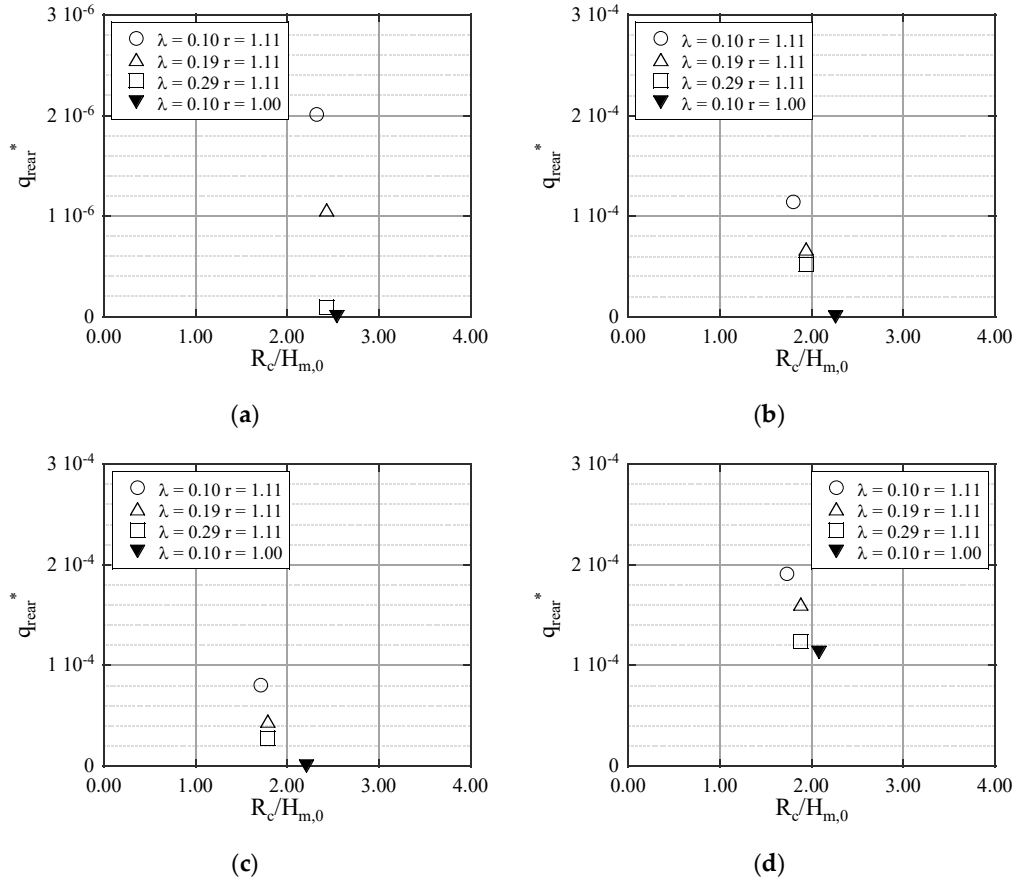 3 10⁻⁶
λ = 0.10 r = 1.11
λ = 0.19 r = 1.11
λ = 0.29 r = 1.11
λ = 0.10 r = 1.00
2 10⁻⁶
q_rear*
1 10⁻⁶
0
0.00 1.00 2.00 3.00 4.00
R_c/H_m,0
(a)
3 10⁻⁴
λ = 0.10 r = 1.11
λ = 0.19 r = 1.11
λ = 0.29 r = 1.11
λ = 0.10 r = 1.00
2 10⁻⁴
q_rear*
1 10⁻⁴
0
0.00 1.00 2.00 3.00 4.00
R_c/H_m,0
(b)
3 10⁻⁴
λ = 0.10 r = 1.11
λ = 0.19 r = 1.11
λ = 0.29 r = 1.11
λ = 0.10 r = 1.00
2 10⁻⁴
q_rear*
1 10⁻⁴
0
0.00 1.00 2.00 3.00 4.00
R_c/H_m,0
(c)
3 10⁻⁴
λ = 0.10 r = 1.11
λ = 0.19 r = 1.11
λ = 0.29 r = 1.11
λ = 0.10 r = 1.00
2 10⁻⁴
q_rear*
1 10⁻⁴
0
0.00 1.00 2.00 3.00 4.00
R_c/H_m,0
(d)